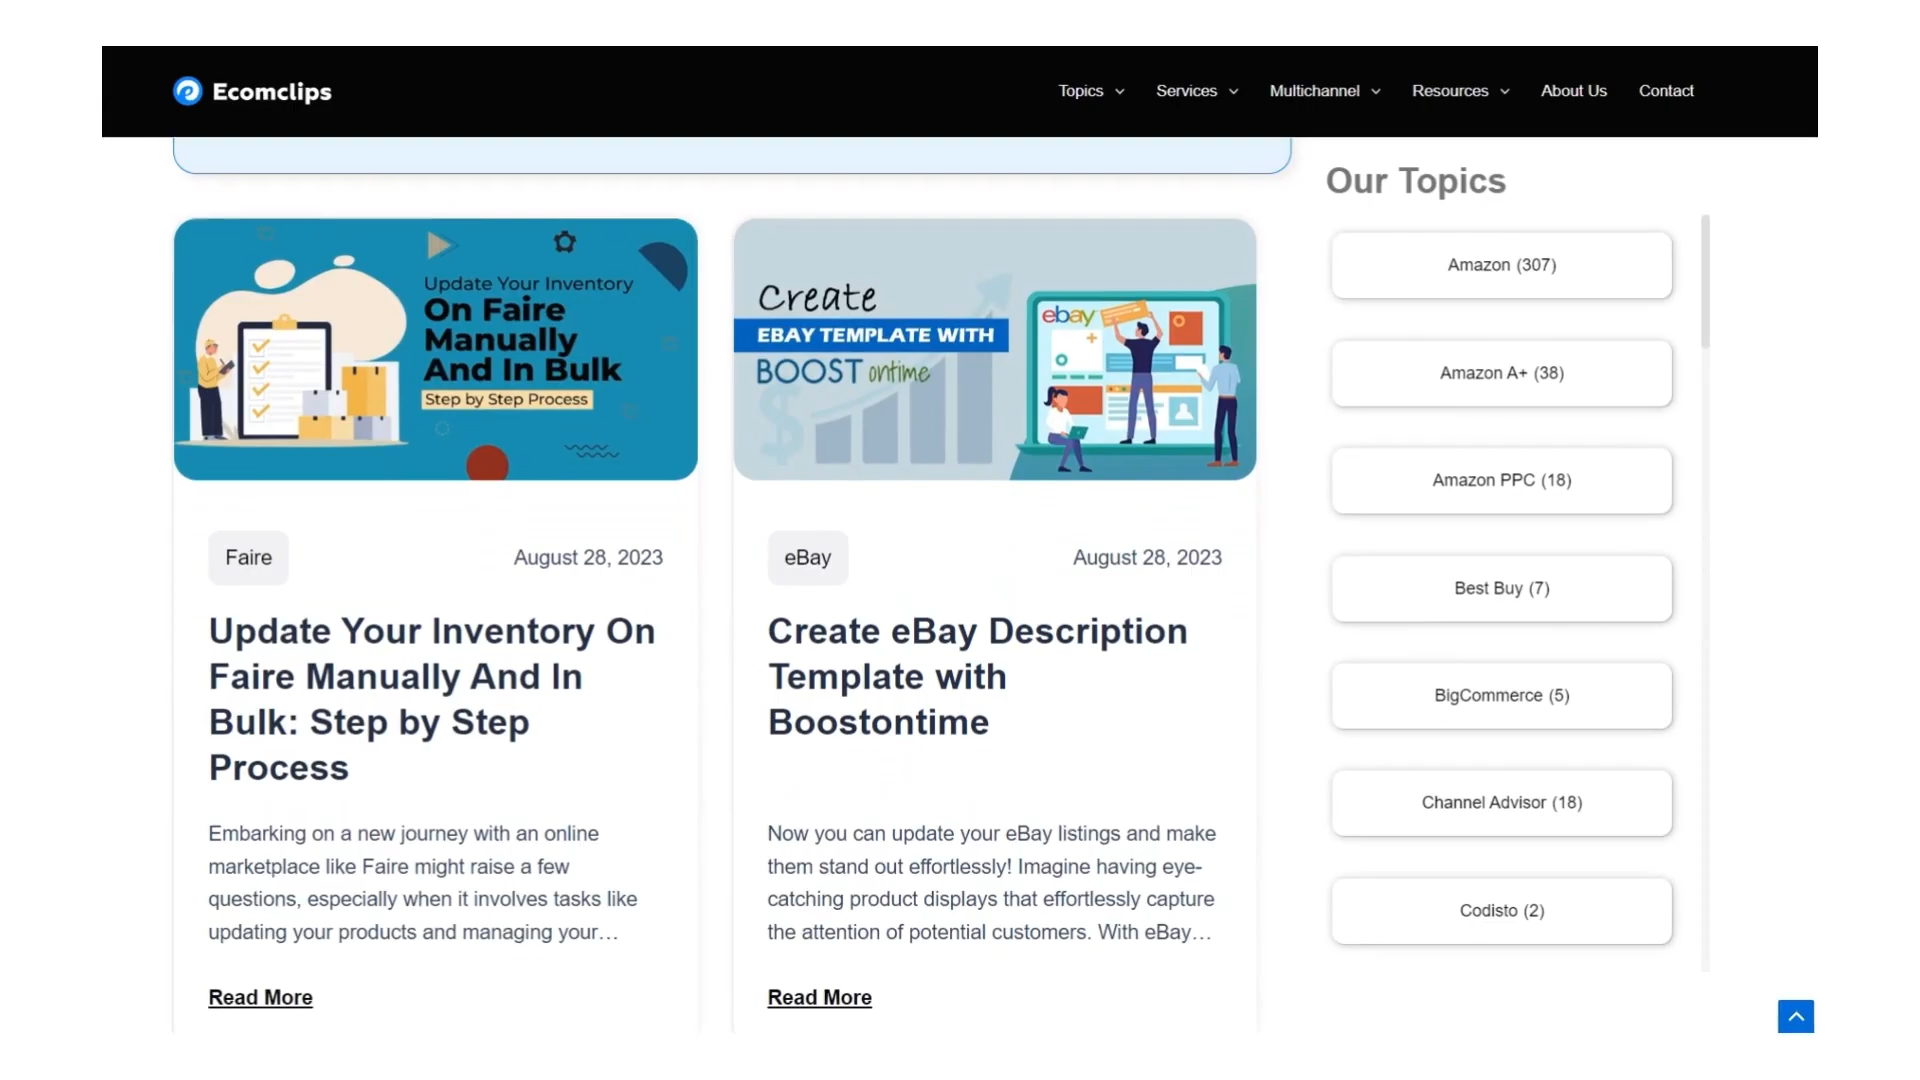 Ecomclips
Topics
Services
Multichannel
Resources
About Us
Contact
Update Your Inventory
On Faire
Manually
And In Bulk
Step by Step Process
Faire
August 28, 2023
Update Your Inventory On
Faire Manually And In
Bulk: Step by Step
Process
Embarking on a new journey with an online
marketplace like Faire might raise a few
questions, especially when it involves tasks like
updating your products and managing your…
Read More
Create
EBAY TEMPLATE WITH
BOOST ontime
ebay
eBay
August 28, 2023
Create eBay Description
Template with
Boostontime
Now you can update your eBay listings and make
them stand out effortlessly! Imagine having eye-
catching product displays that effortlessly capture
the attention of potential customers. With eBay…
Read More
Our Topics
Amazon (307)
Amazon A+ (38)
Amazon PPC (18)
Best Buy (7)
BigCommerce (5)
Channel Advisor (18)
Codisto (2)